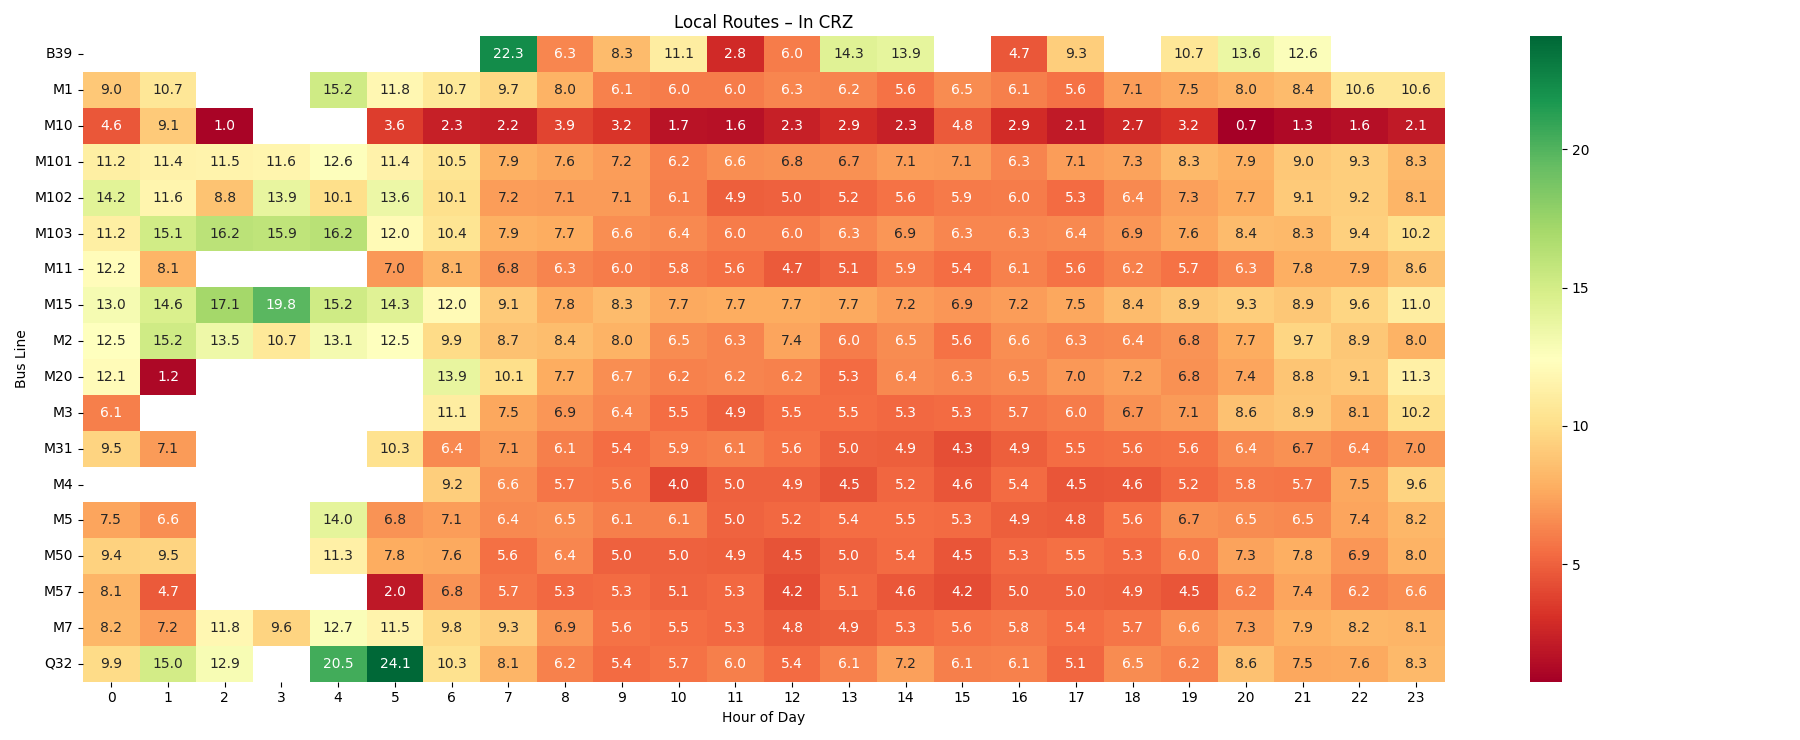 Local Routes – In CRZ
B39 22.3 6.3 8.3 11.1 2.8 6.0 14.3 13.9 4.7 9.3 10.7 13.6 12.6
M1 9.0 10.7 15.2 11.8 10.7 9.7 8.0 6.1 6.0 6.0 6.3 6.2 5.6 6.5 6.1 5.6 7.1 7.5 8.0 8.4 10.6 10.6
M10 4.6 9.1 1.0 3.6 2.3 2.2 3.9 3.2 1.7 1.6 2.3 2.9 2.3 4.8 2.9 2.1 2.7 3.2 0.7 1.3 1.6 2.1
M101 11.2 11.4 11.5 11.6 12.6 11.4 10.5 7.9 7.6 7.2 6.2 6.6 6.8 6.7 7.1 7.1 6.3 7.1 7.3 8.3 7.9 9.0 9.3 8.3
M102 14.2 11.6 8.8 13.9 10.1 13.6 10.1 7.2 7.1 7.1 6.1 4.9 5.0 5.2 5.6 5.9 6.0 5.3 6.4 7.3 7.7 9.1 9.2 8.1
M103 11.2 15.1 16.2 15.9 16.2 12.0 10.4 7.9 7.7 6.6 6.4 6.0 6.0 6.3 6.9 6.3 6.3 6.4 6.9 7.6 8.4 8.3 9.4 10.2
M11 12.2 8.1 7.0 8.1 6.8 6.3 6.0 5.8 5.6 4.7 5.1 5.9 5.4 6.1 5.6 6.2 5.7 6.3 7.8 7.9 8.6
M15 13.0 14.6 17.1 19.8 15.2 14.3 12.0 9.1 7.8 8.3 7.7 7.7 7.7 7.7 7.2 6.9 7.2 7.5 8.4 8.9 9.3 8.9 9.6 11.0
M2 12.5 15.2 13.5 10.7 13.1 12.5 9.9 8.7 8.4 8.0 6.5 6.3 7.4 6.0 6.5 5.6 6.6 6.3 6.4 6.8 7.7 9.7 8.9 8.0
M20 12.1 1.2 13.9 10.1 7.7 6.7 6.2 6.2 6.2 5.3 6.4 6.3 6.5 7.0 7.2 6.8 7.4 8.8 9.1 11.3
M3 6.1 11.1 7.5 6.9 6.4 5.5 4.9 5.5 5.5 5.3 5.3 5.7 6.0 6.7 7.1 8.6 8.9 8.1 10.2
M31 9.5 7.1 10.3 6.4 7.1 6.1 5.4 5.9 6.1 5.6 5.0 4.9 4.3 4.9 5.5 5.6 5.6 6.4 6.7 6.4 7.0
M4 9.2 6.6 5.7 5.6 4.0 5.0 4.9 4.5 5.2 4.6 5.4 4.5 4.6 5.2 5.8 5.7 7.5 9.6
M5 7.5 6.6 14.0 6.8 7.1 6.4 6.5 6.1 6.1 5.0 5.2 5.4 5.5 5.3 4.9 4.8 5.6 6.7 6.5 6.5 7.4 8.2
M50 9.4 9.5 11.3 7.8 7.6 5.6 6.4 5.0 5.0 4.9 4.5 5.0 5.4 4.5 5.3 5.5 5.3 6.0 7.3 7.8 6.9 8.0
M57 8.1 4.7 2.0 6.8 5.7 5.3 5.3 5.1 5.3 4.2 5.1 4.6 4.2 5.0 5.0 4.9 4.5 6.2 7.4 6.2 6.6
M7 8.2 7.2 11.8 9.6 12.7 11.5 9.8 9.3 6.9 5.6 5.5 5.3 4.8 4.9 5.3 5.6 5.8 5.4 5.7 6.6 7.3 7.9 8.2 8.1
Q32 9.9 15.0 12.9 20.5 24.1 10.3 8.1 6.2 5.4 5.7 6.0 5.4 6.1 7.2 6.1 6.1 5.1 6.5 6.2 8.6 7.5 7.6 8.3
0 1 2 3 4 5 6 7 8 9 10 11 12 13 14 15 16 17 18 19 20 21 22 23
Hour of Day
Bus Line
20
15
10
5